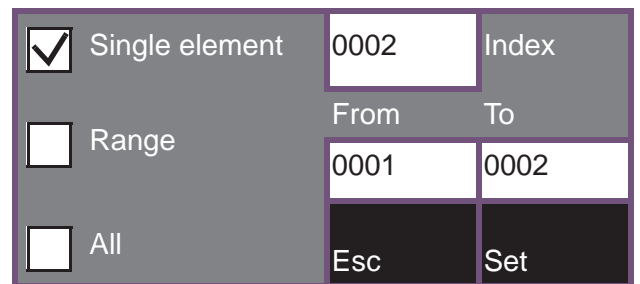 Single element 0002 Index
From To
Range
0001 0002
All
Esc Set